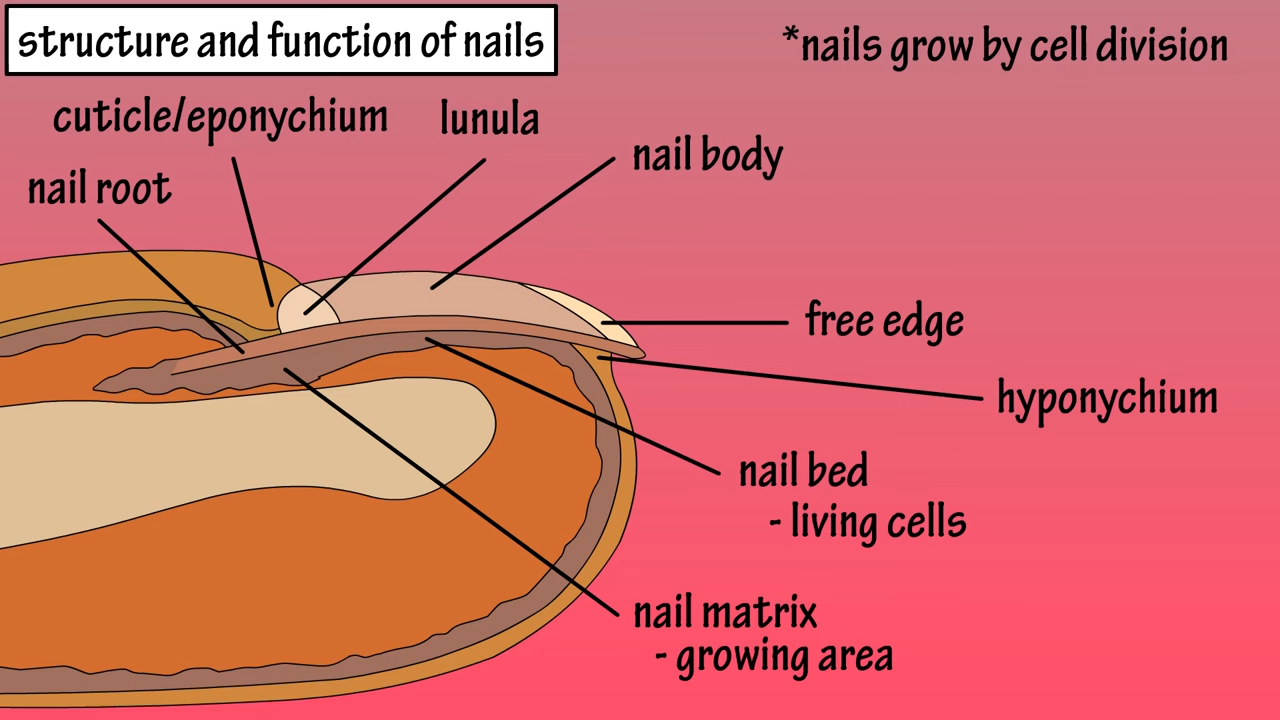 structure and function of nails
*nails grow by cell division
cuticle/eponychium
lunula
nail body
nail root
free edge
hyponychium
nail bed
- living cells
nail matrix
- growing area